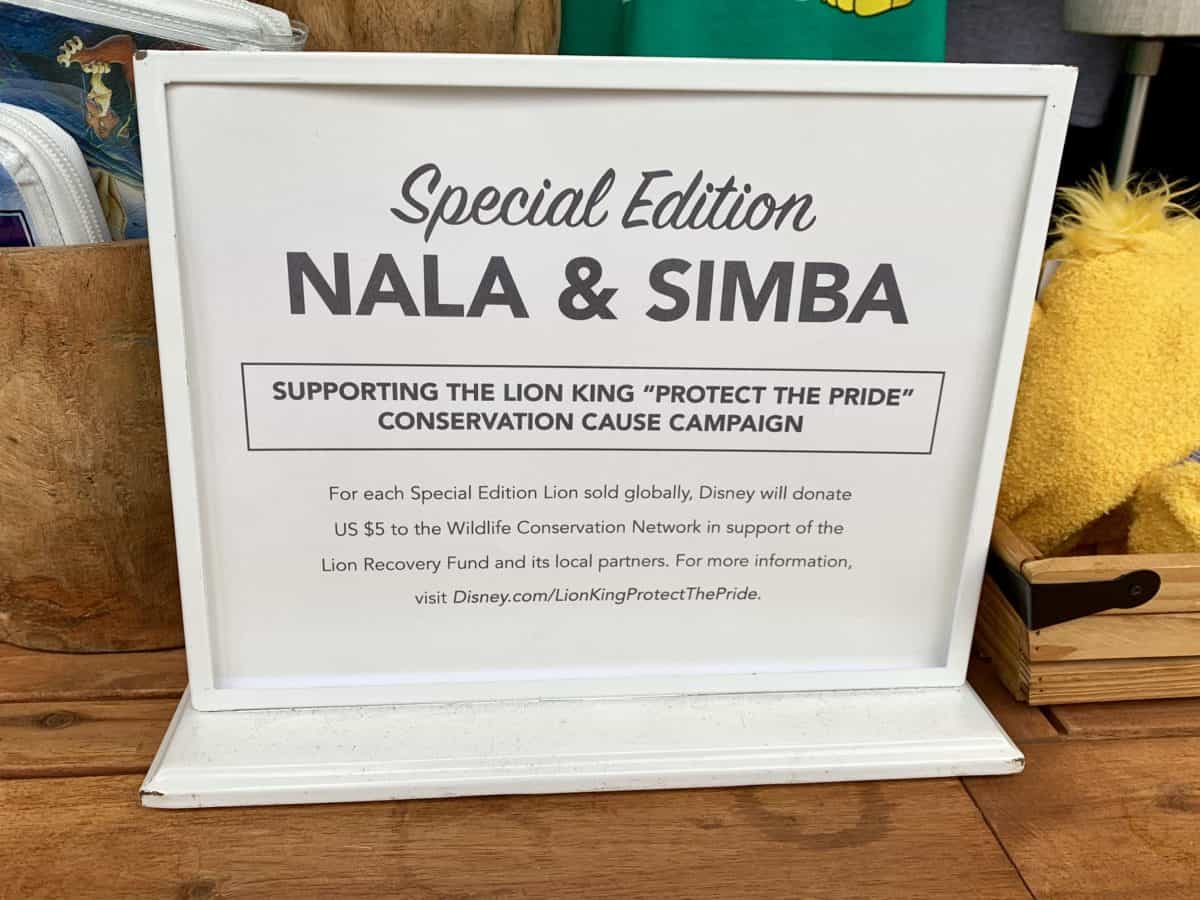 Special Edition
NALA & SIMBA
SUPPORTING THE LION KING “PROTECT THE PRIDE”
CONSERVATION CAUSE CAMPAIGN
For each Special Edition Lion sold globally, Disney will donate
US $5 to the Wildlife Conservation Network in support of the
Lion Recovery Fund and its local partners. For more information,
visit Disney.com/LionKingProtectThePride.